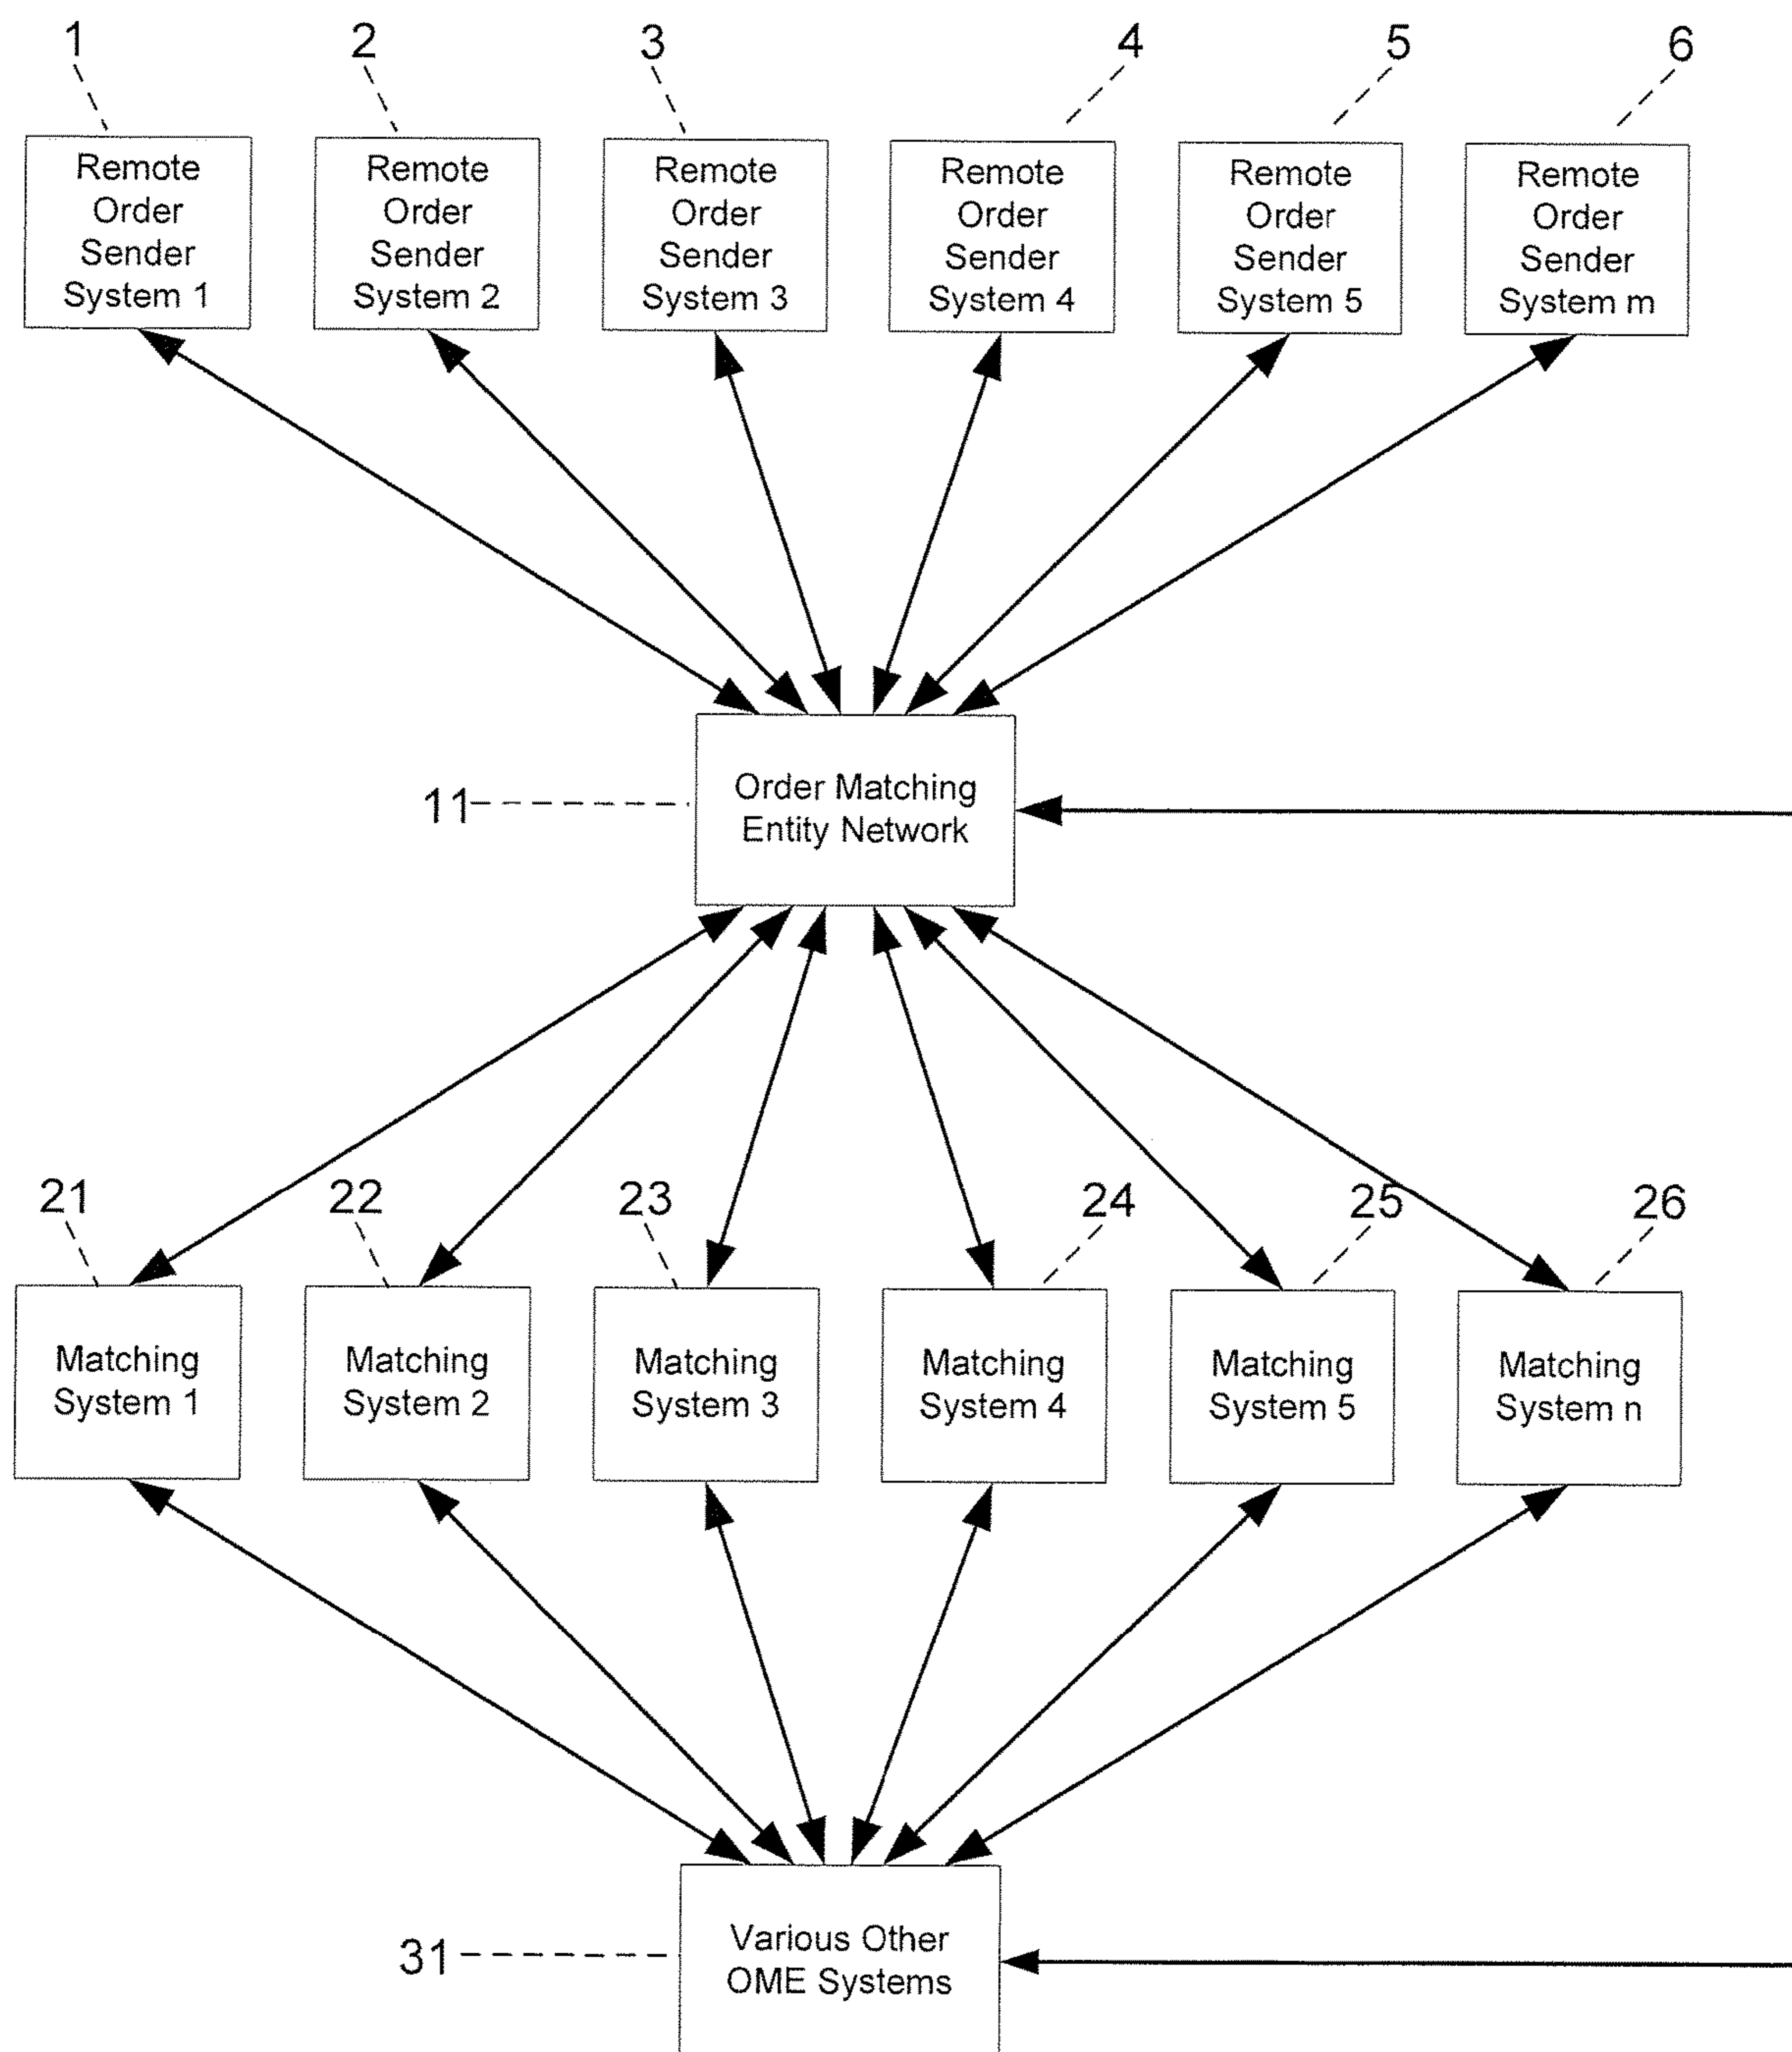 1 2 3 4 5 6
Remote Remote Remote Remote Remote Remote
Order Order Order Order Order Order
Sender Sender Sender Sender Sender Sender
System 1 System 2 System 3 System 4 System 5 System m
Order Matching
11
Entity Network
21 22 23 24 25 26
Matching Matching Matching Matching Matching Matching
System 1 System 2 System 3 System 4 System 5 System n
Various Other
31
OME Systems